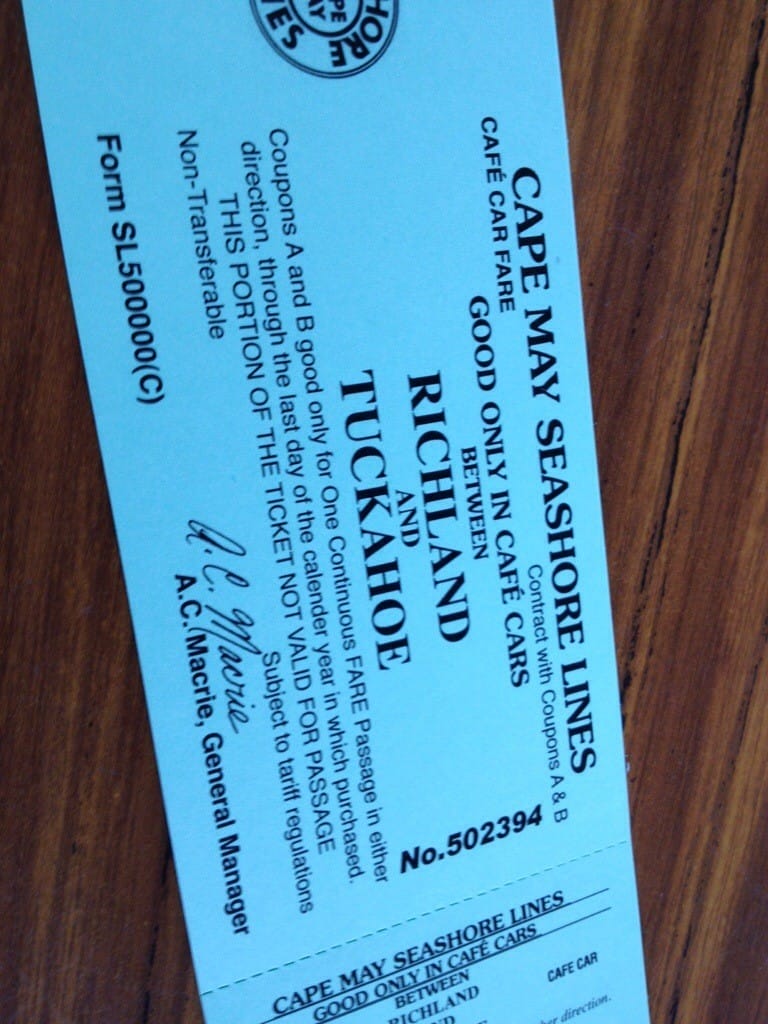 CAPE MAY SEASHORE LINES
CAFÉ CAR FARE
Contract with Coupons A & B
GOOD ONLY IN CAFÉ CARS
BETWEEN
RICHLAND
AND
TUCKAHOE
No.502394
Coupons A and B good only for One Continuous FARE Passage in either
direction, through the last day of the calender year in which purchased.
THIS PORTION OF THE TICKET NOT VALID FOR PASSAGE
Non-Transferable
Subject to tariff regulations
A.C. Macrie
Form SL500000(C)
A.C. Macrie, General Manager
CAPE MAY SEASHORE LINES
GOOD ONLY IN CAFÉ CARS
BETWEEN
CAFE CAR
RICHLAND
direction.